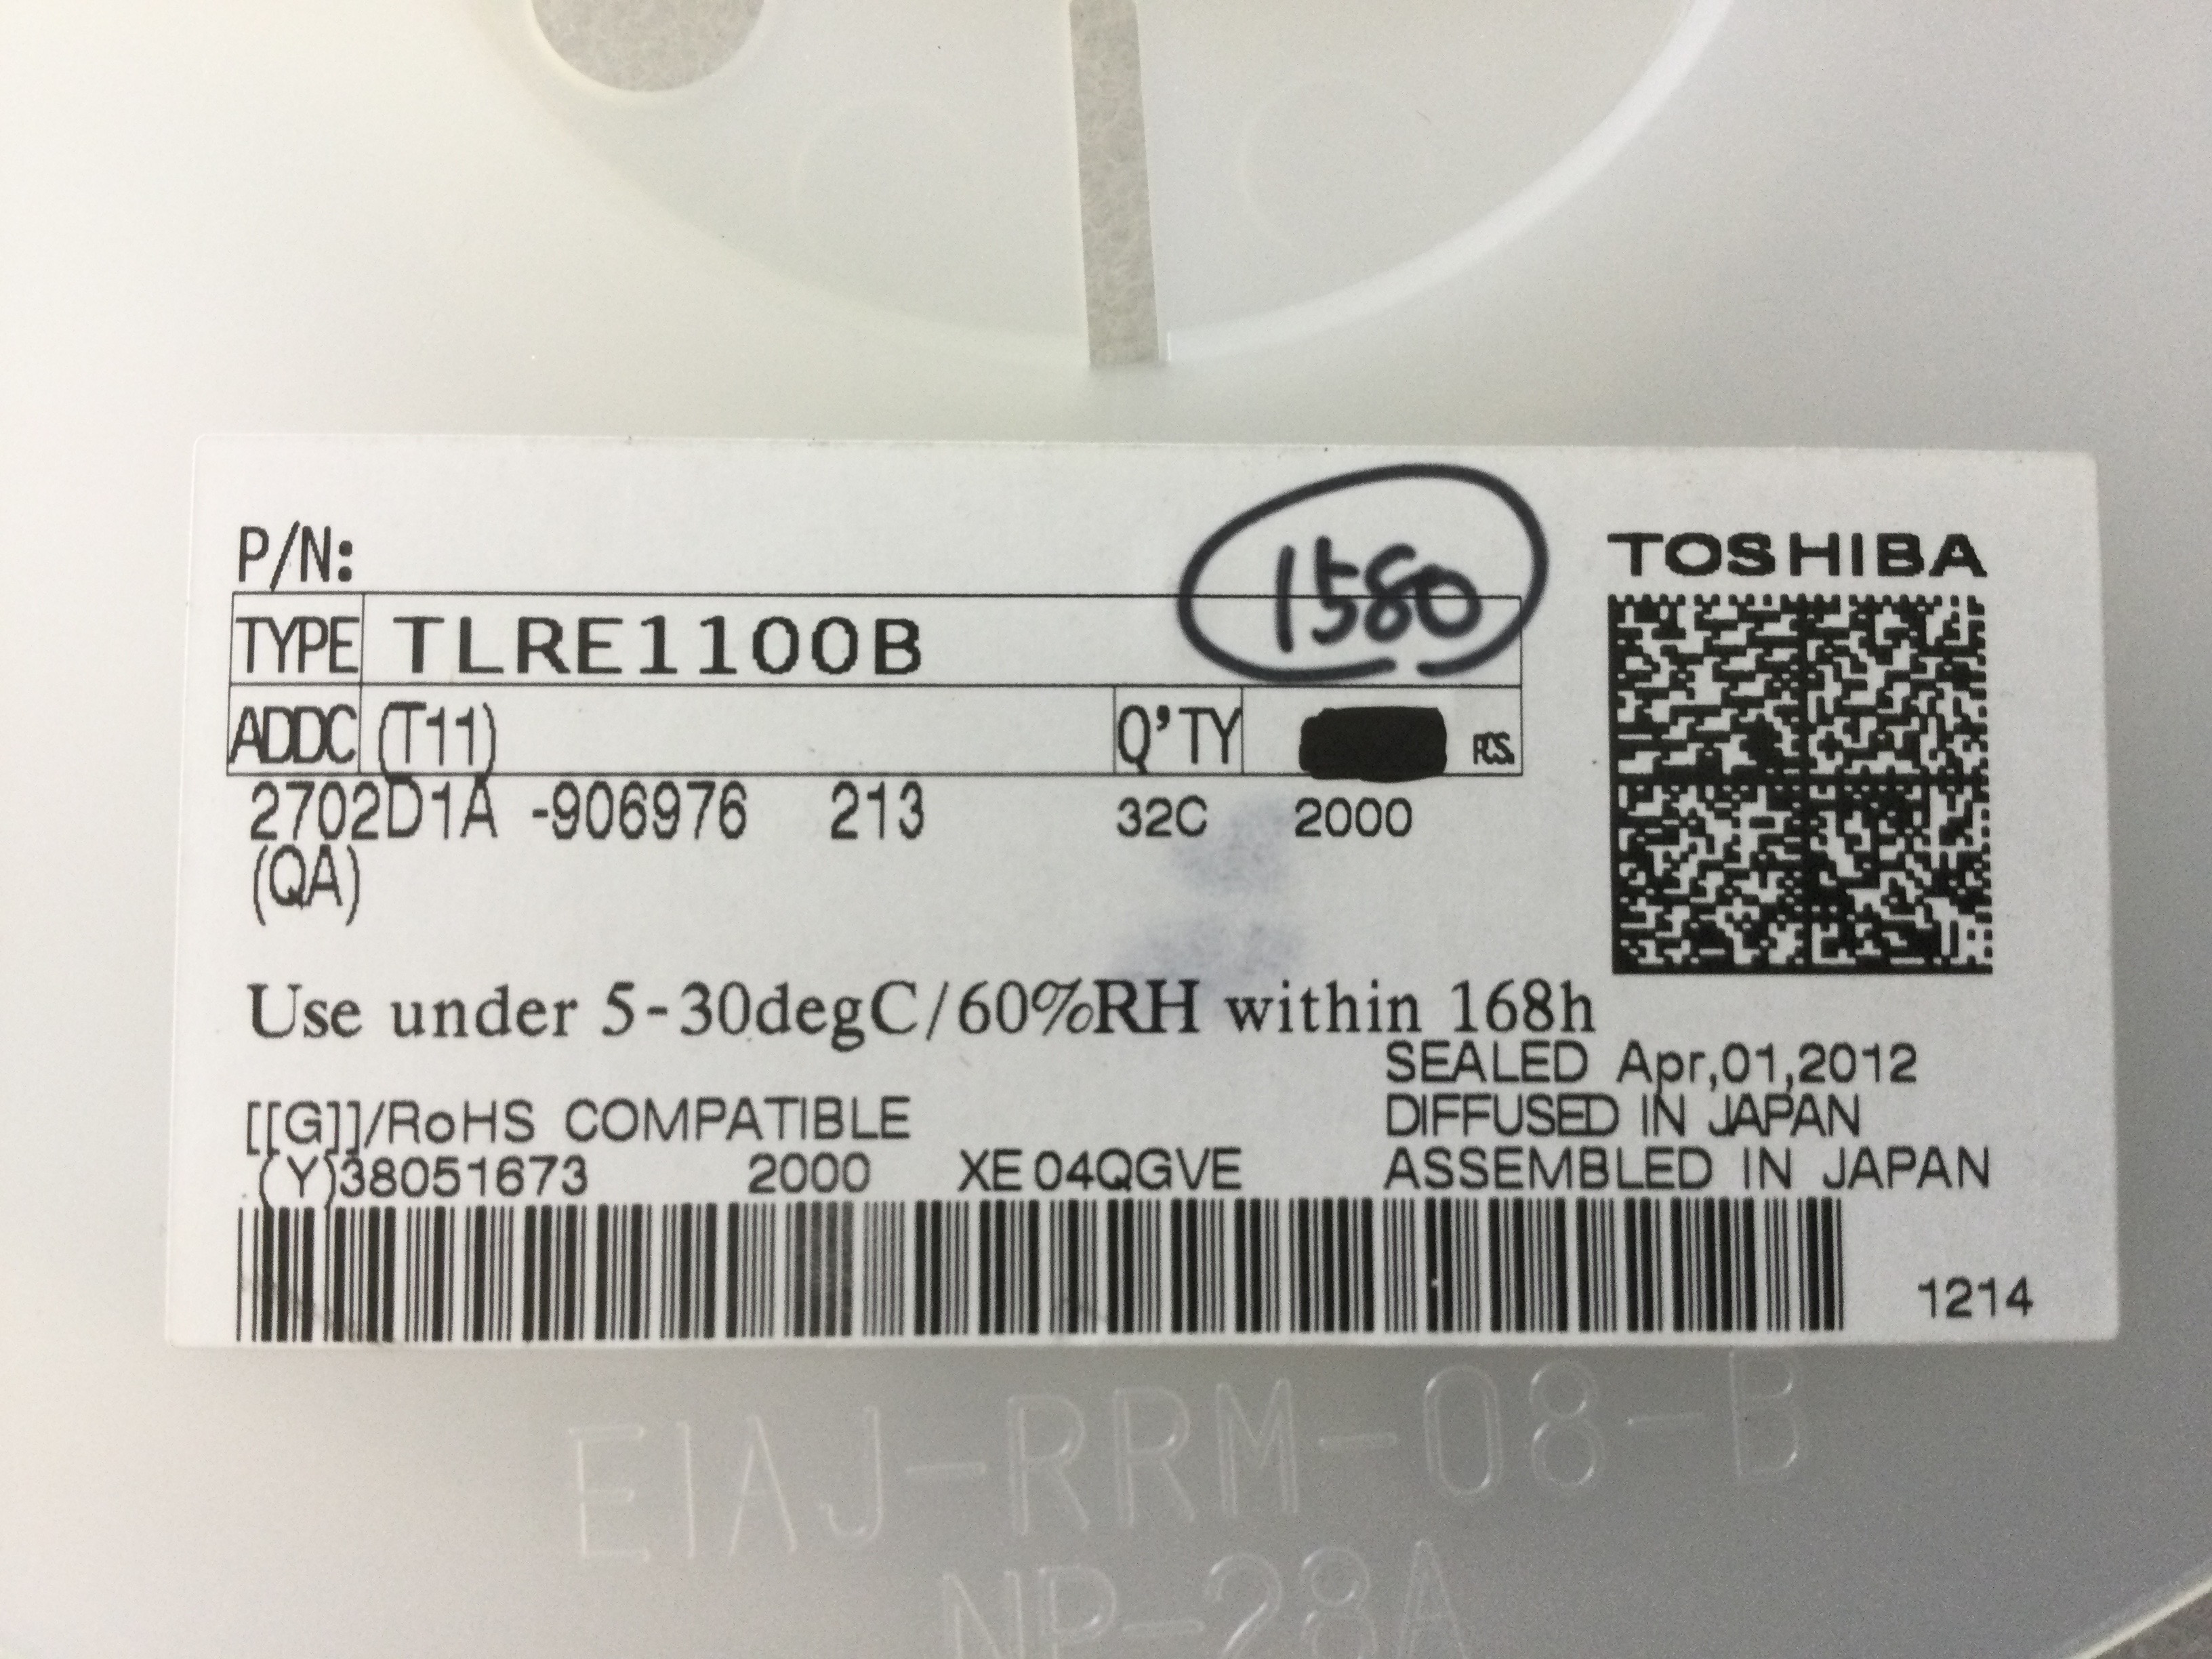 P/N:
1580
TOSHIBA
TYPE TLRE1100B
ADDC (T11) Q'TY PCS.
2702D1A -906976 213 32C 2000
(QA)
Use under 5-30degC/60%RH within 168h
SEALED Apr,01,2012
[[G]]/RoHS COMPATIBLE DIFFUSED IN JAPAN
(Y)38051673 2000 XE04QGVE ASSEMBLED IN JAPAN
1214
EIAJ-RRM-08-B
NP-28A